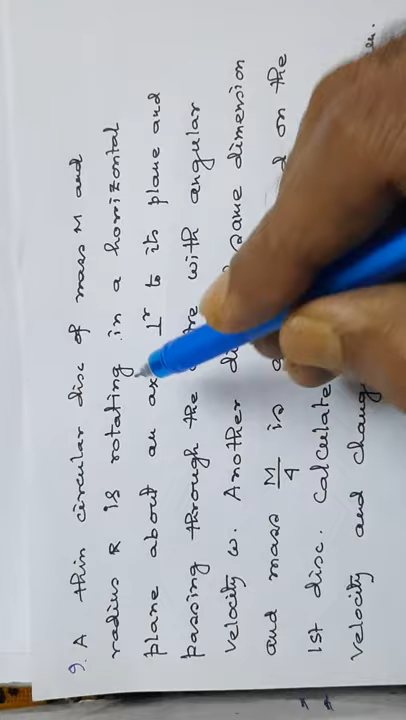 9. A thin circular disc of mass M and
radius R is rotating in a horizontal
plane about an ⊥r to its plane and
passing through the with angular
velocity ω. Another same dimension
and mass M/4 is on the
1st disc. Calculate
velocity and